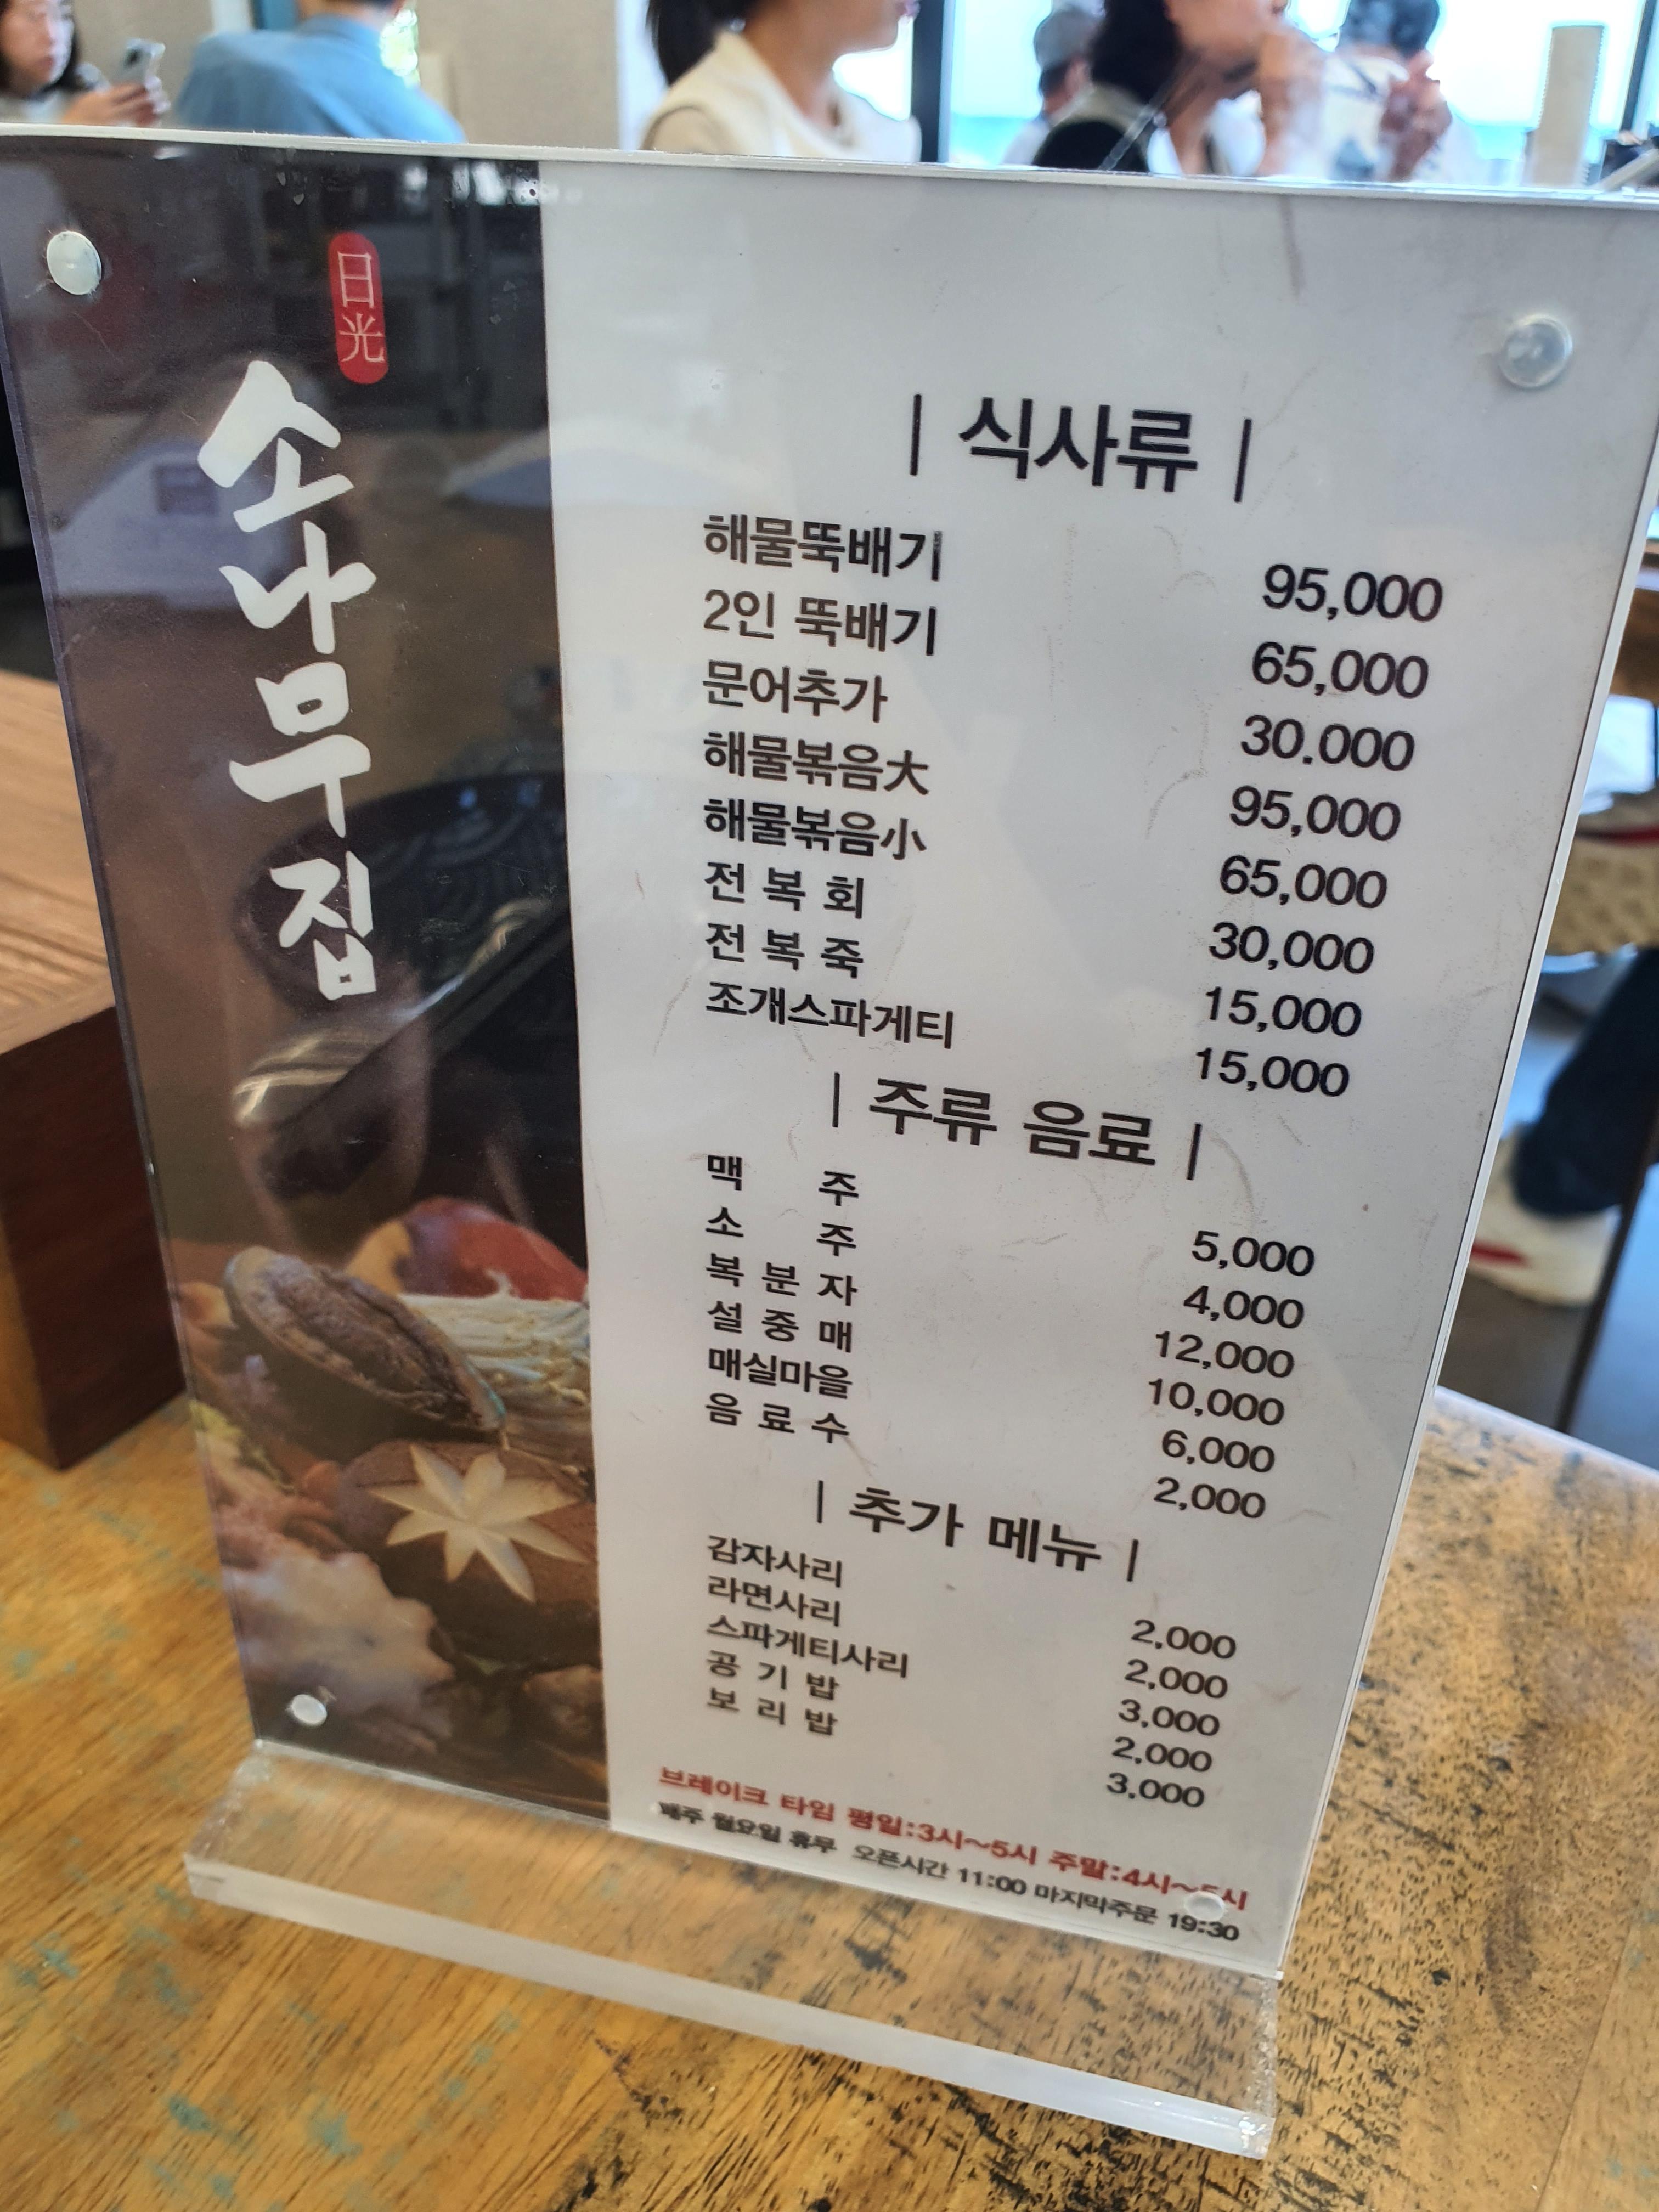 日光
소나무집
| 식사류 |
해물뚝배기 95,000
2인 뚝배기 65,000
문어추가 30.000
해물볶음大 95,000
해물볶음小 65,000
전 복 회 30,000
전 복 죽 15,000
조개스파게티 15,000
| 주류 음료 |
맥 주 5,000
소 주 4,000
복 분 자 12,000
설 중 매 10,000
매실마을 6,000
음 료 수 2,000
| 추가 메뉴 |
감자사리 2,000
라면사리 2,000
스파게티사리 3,000
공 기 밥 2,000
보 리 밥 3,000
브레이크 타임 평일:3시~5시 주말:4시~5시
매주 월요일 휴무 오픈시간 11:00 마지막주문 19:30